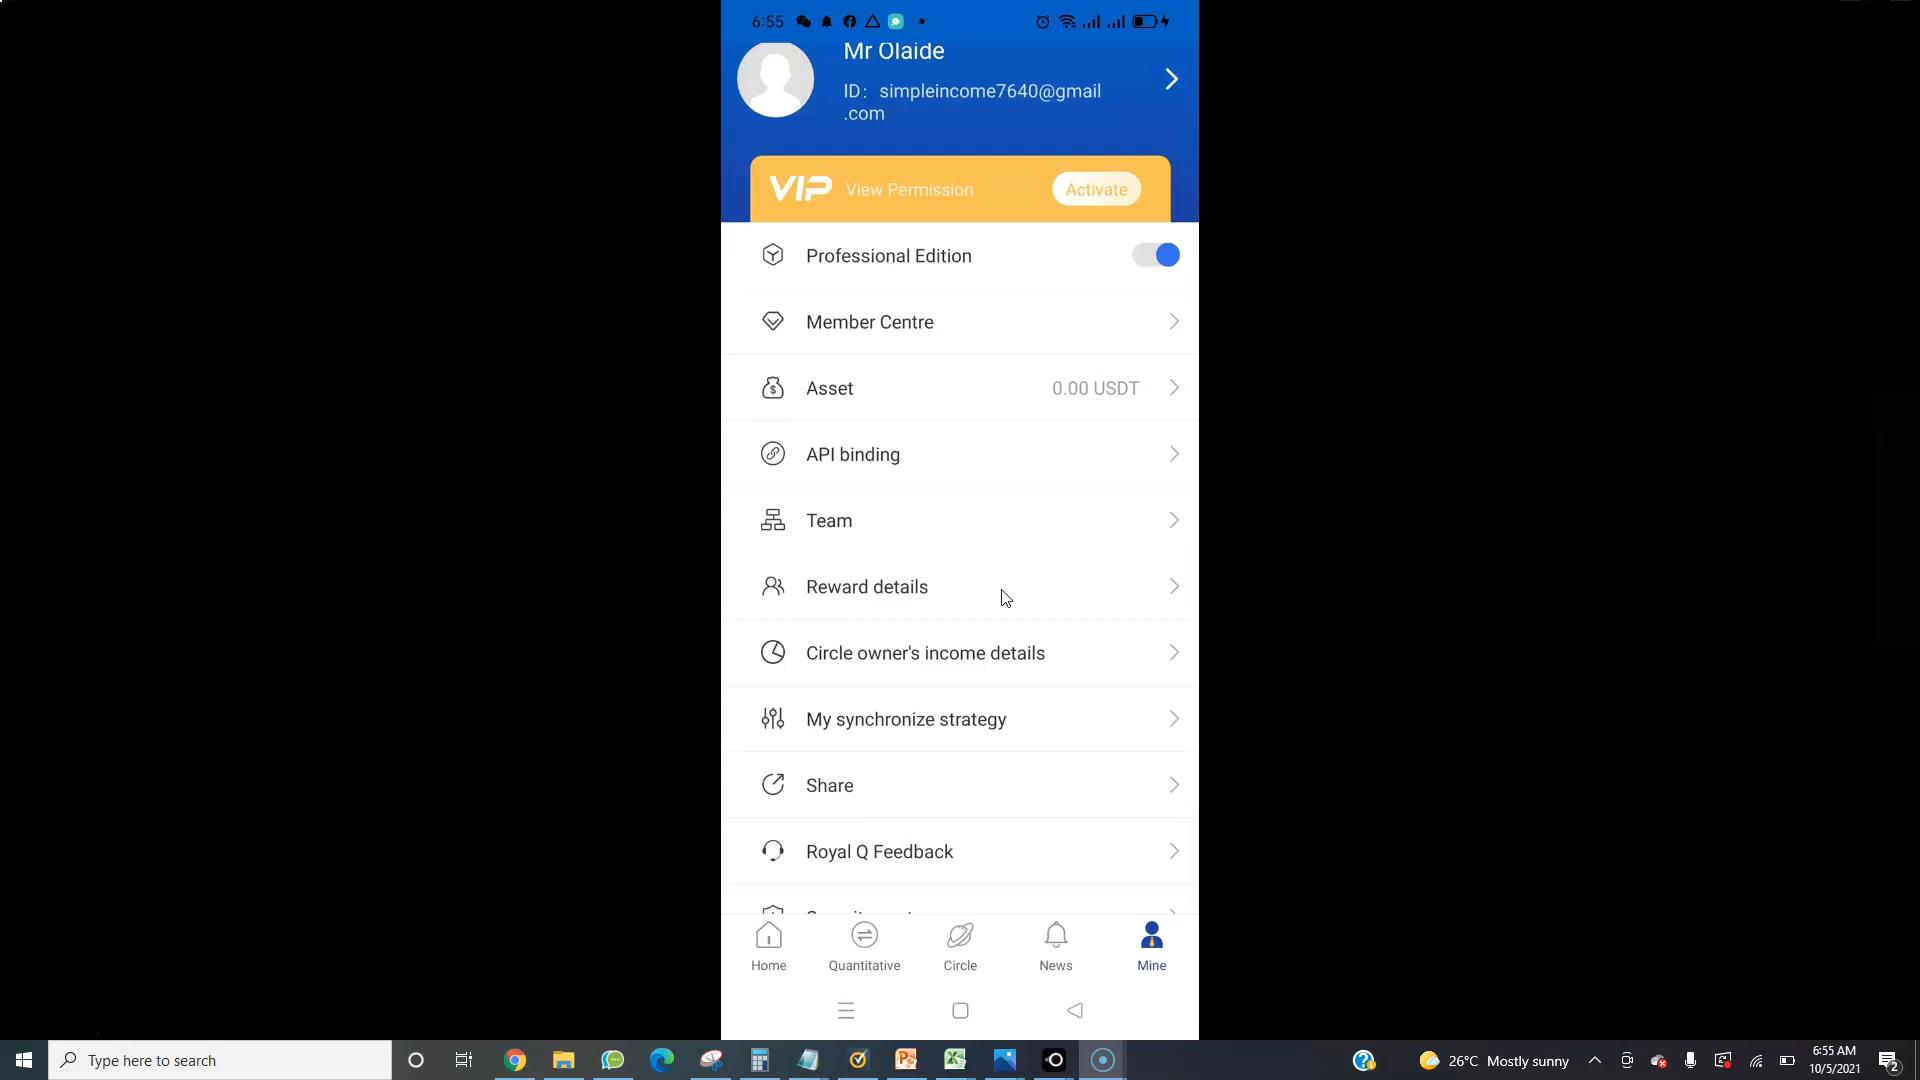 6:55
Mr Olaide
ID: simpleincome7640@gmail
.com
VIP View Permission Activate
Professional Edition
Member Centre
Asset 0.00 USDT
API binding
Team
Reward details
Circle owner's income details
My synchronize strategy
Share
Royal Q Feedback
Home Quantitative Circle News Mine
Type here to search
26°C Mostly sunny
6:55 AM
10/5/2021
2